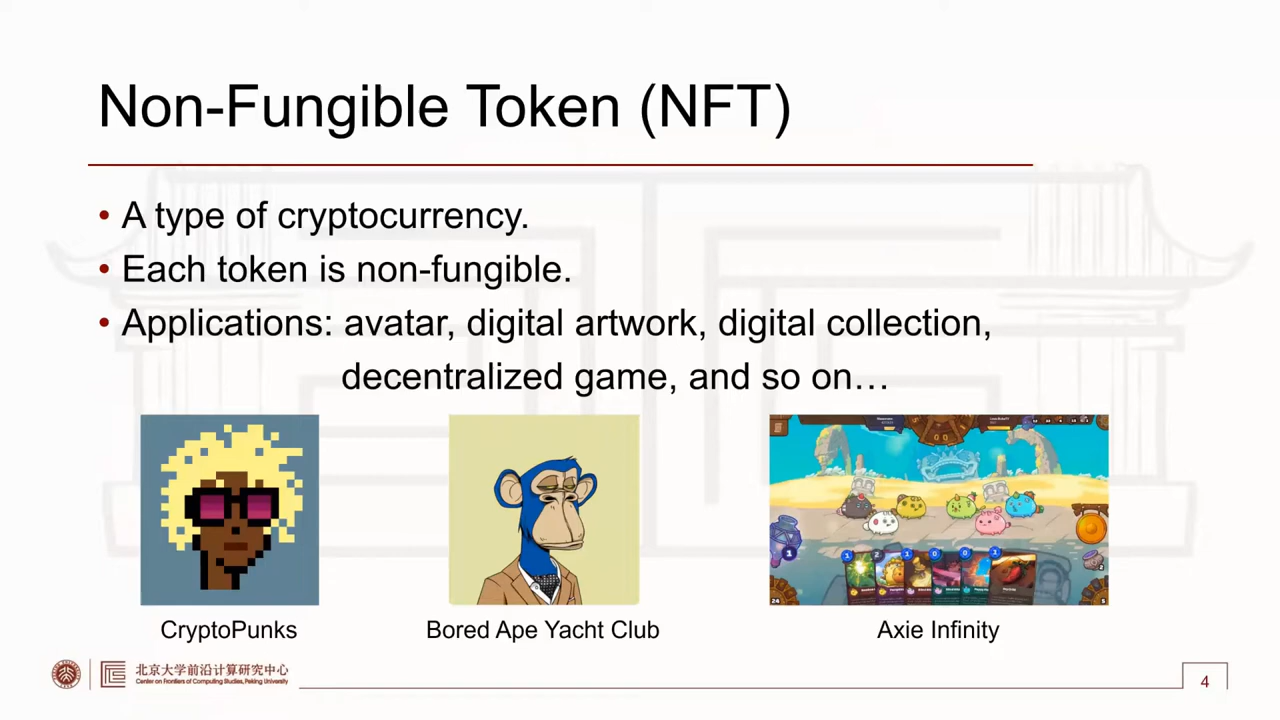 Non-Fungible Token (NFT)
• A type of cryptocurrency.
• Each token is non-fungible.
• Applications: avatar, digital artwork, digital collection,
decentralized game, and so on…
CryptoPunks
Bored Ape Yacht Club
Axie Infinity
北京大学前沿计算研究中心
Center on Frontiers of Computing Studies, Peking University
4